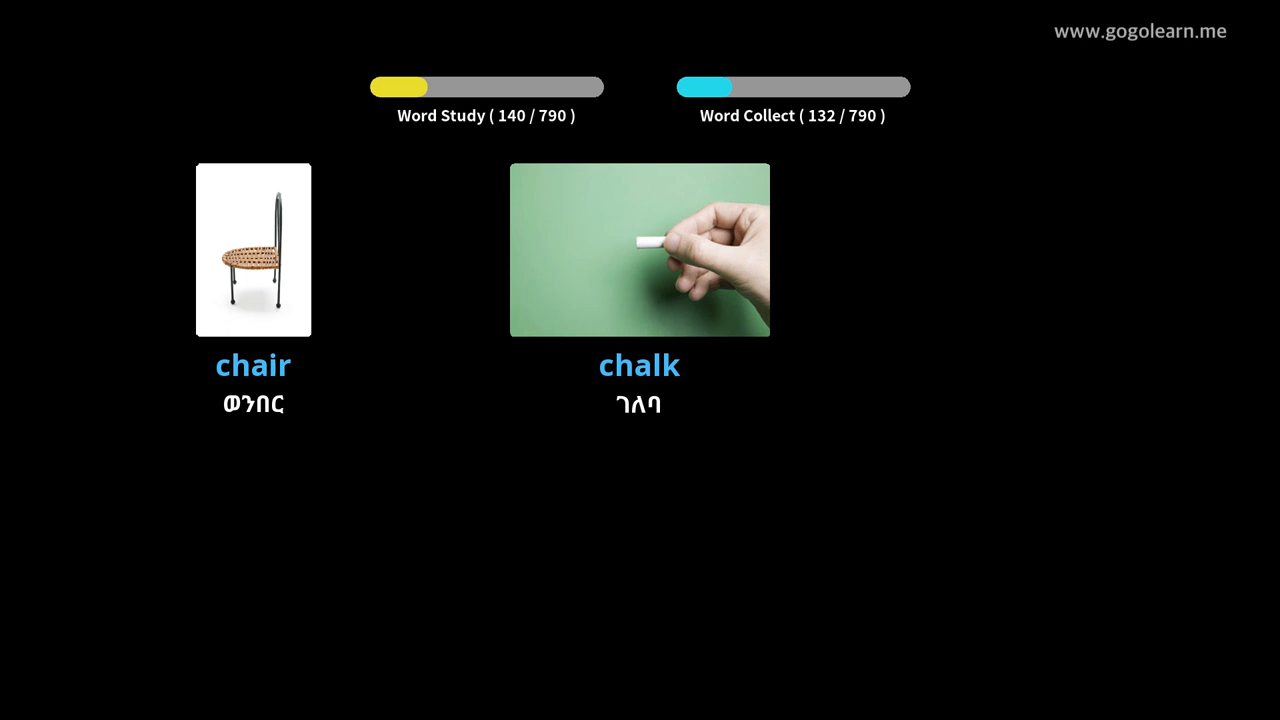 www.gogolearn.me
Word Study ( 140 / 790 )
Word Collect ( 132 / 790 )
chair
ወንበር
chalk
ገለባ